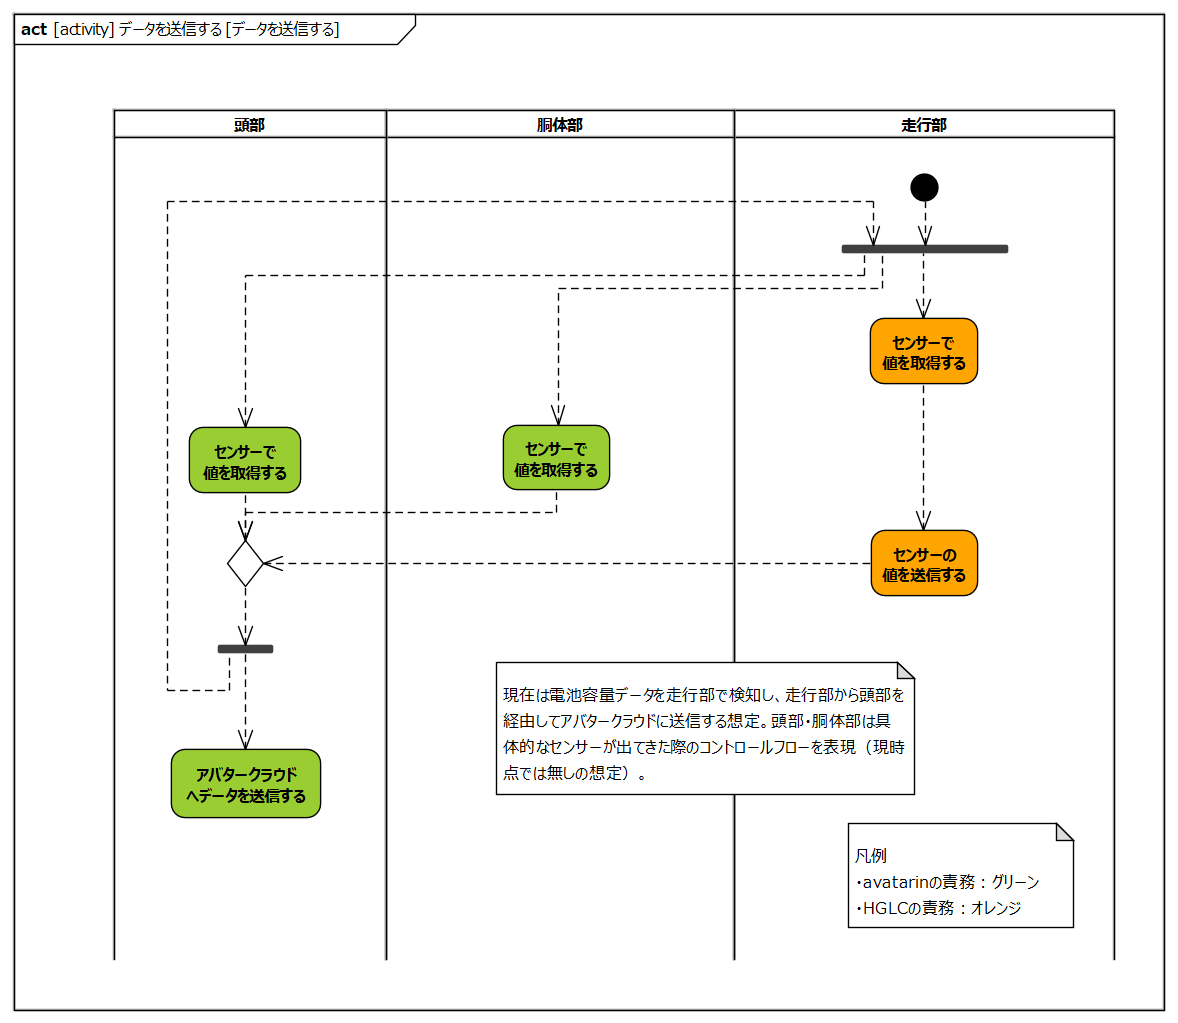 act [activity] データを送信する [データを送信する]
頭部
胴体部
走行部
センサーで
値を取得する
センサーで
値を取得する
センサーで
値を取得する
センサーの
値を送信する
アバタークラウド
へデータを送信する
現在は電池容量データを走行部で検知し、走行部から頭部を
経由してアバタークラウドに送信する想定。頭部・胴体部は具
体的なセンサーが出てきた際のコントロールフローを表現（現時
点では無しの想定）。
凡例
・avatarinの責務：グリーン
・HGLCの責務：オレンジ